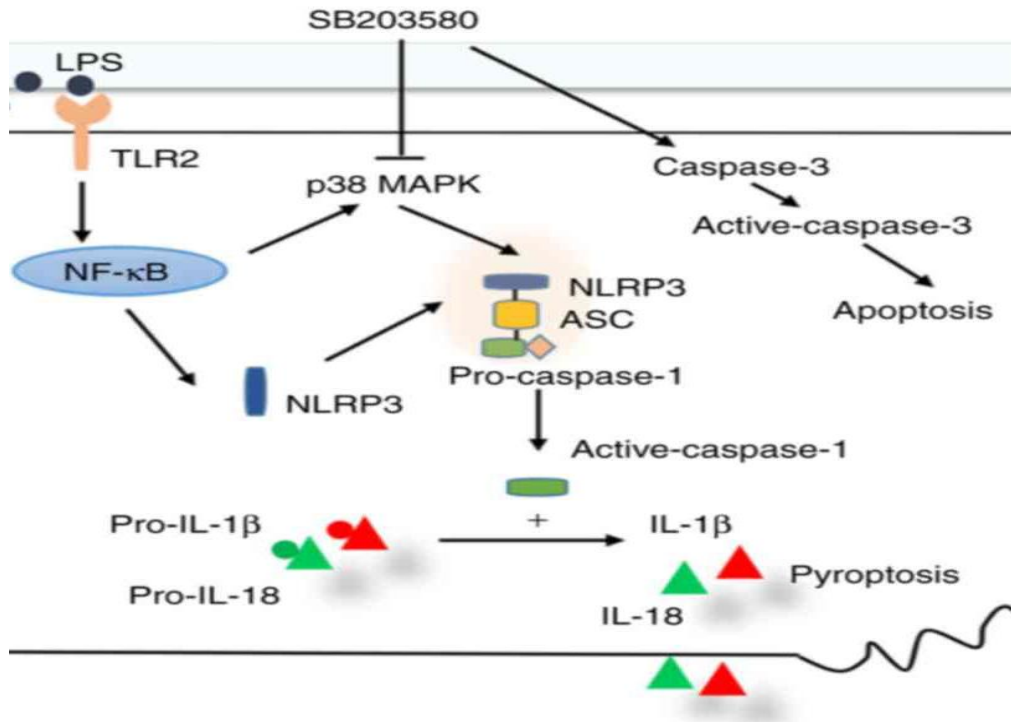 SB203580
LPS
TLR2
p38 MAPK
Caspase-3
Active-caspase-3
NF-κB
NLRP3
ASC
Apoptosis
Pro-caspase-1
NLRP3
Active-caspase-1
+
Pro-IL-1β
IL-1β
Pyroptosis
Pro-IL-18
IL-18